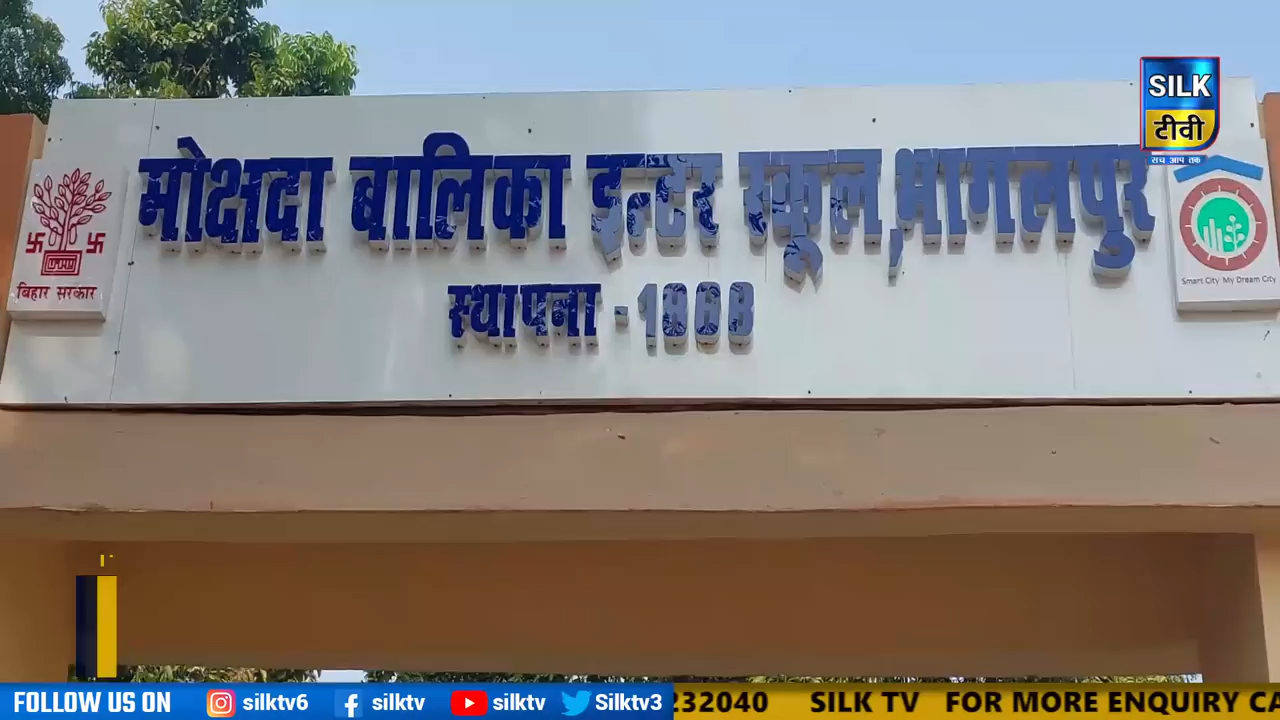 SILK
टीवी
सच आप तक
मोक्षदा बालिका इन्टर स्कूल,भागलपुर
स्थापना - 1868
बिहार सरकार
Smart City My Dream City
FOLLOW US ON silktv6 silktv silktv Silktv3 232040 SILK TV FOR MORE ENQUIRY CA